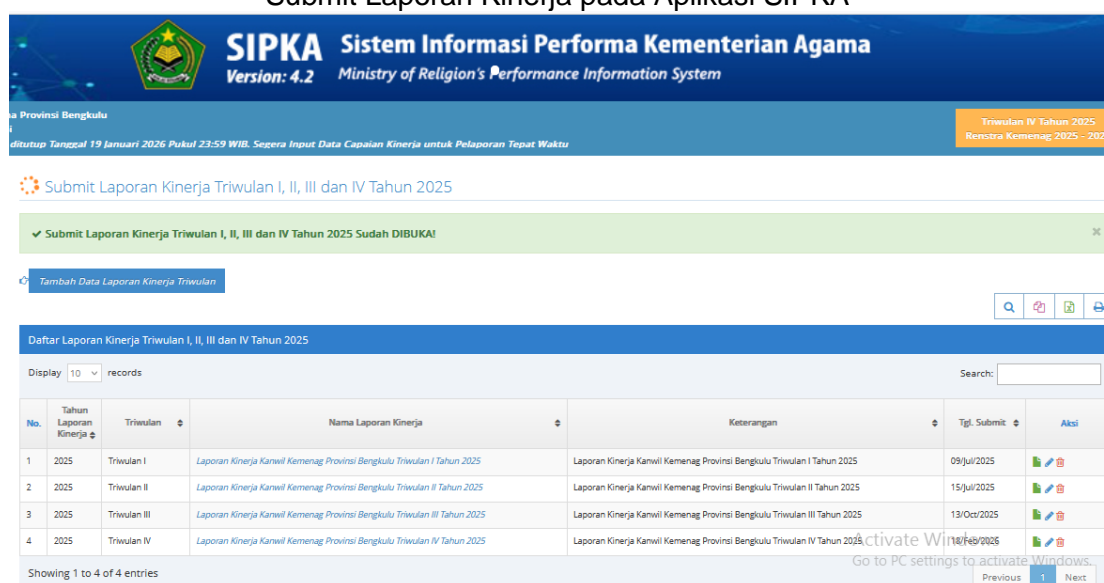 Submit Laporan Kinerja pada Aplikasi SIPKA
SIPKA Sistem Informasi Performa Kementerian Agama
Version: 4.2 Ministry of Religion's Performance Information System
a Provinsi Bengkulu
i
ditutup Tanggal 19 Januari 2026 Pukul 23:59 WIB. Segera Input Data Capaian Kinerja untuk Pelaporan Tepat Waktu
Triwulan IV Tahun 2025
Renstra Kemenag 2025 - 202
Submit Laporan Kinerja Triwulan I, II, III dan IV Tahun 2025
Submit Laporan Kinerja Triwulan I, II, III dan IV Tahun 2025 Sudah DIBUKA!
Tambah Data Laporan Kinerja Triwulan
Daftar Laporan Kinerja Triwulan I, II, III dan IV Tahun 2025
Display 10 records Search:
No. Tahun Laporan Kinerja Triwulan Nama Laporan Kinerja Keterangan Tgl. Submit Aksi
1 2025 Triwulan I Laporan Kinerja Kanwil Kemenag Provinsi Bengkulu Triwulan I Tahun 2025 Laporan Kinerja Kanwil Kemenag Provinsi Bengkulu Triwulan I Tahun 2025 09/Jul/2025
2 2025 Triwulan II Laporan Kinerja Kanwil Kemenag Provinsi Bengkulu Triwulan II Tahun 2025 Laporan Kinerja Kanwil Kemenag Provinsi Bengkulu Triwulan II Tahun 2025 15/Jul/2025
3 2025 Triwulan III Laporan Kinerja Kanwil Kemenag Provinsi Bengkulu Triwulan III Tahun 2025 Laporan Kinerja Kanwil Kemenag Provinsi Bengkulu Triwulan III Tahun 2025 13/Oct/2025
4 2025 Triwulan IV Laporan Kinerja Kanwil Kemenag Provinsi Bengkulu Triwulan IV Tahun 2025 Laporan Kinerja Kanwil Kemenag Provinsi Bengkulu Triwulan IV Tahun 2025 18/Feb/2026
Activate Windows
Go to PC settings to activate Windows.
Showing 1 to 4 of 4 entries
Previous 1 Next